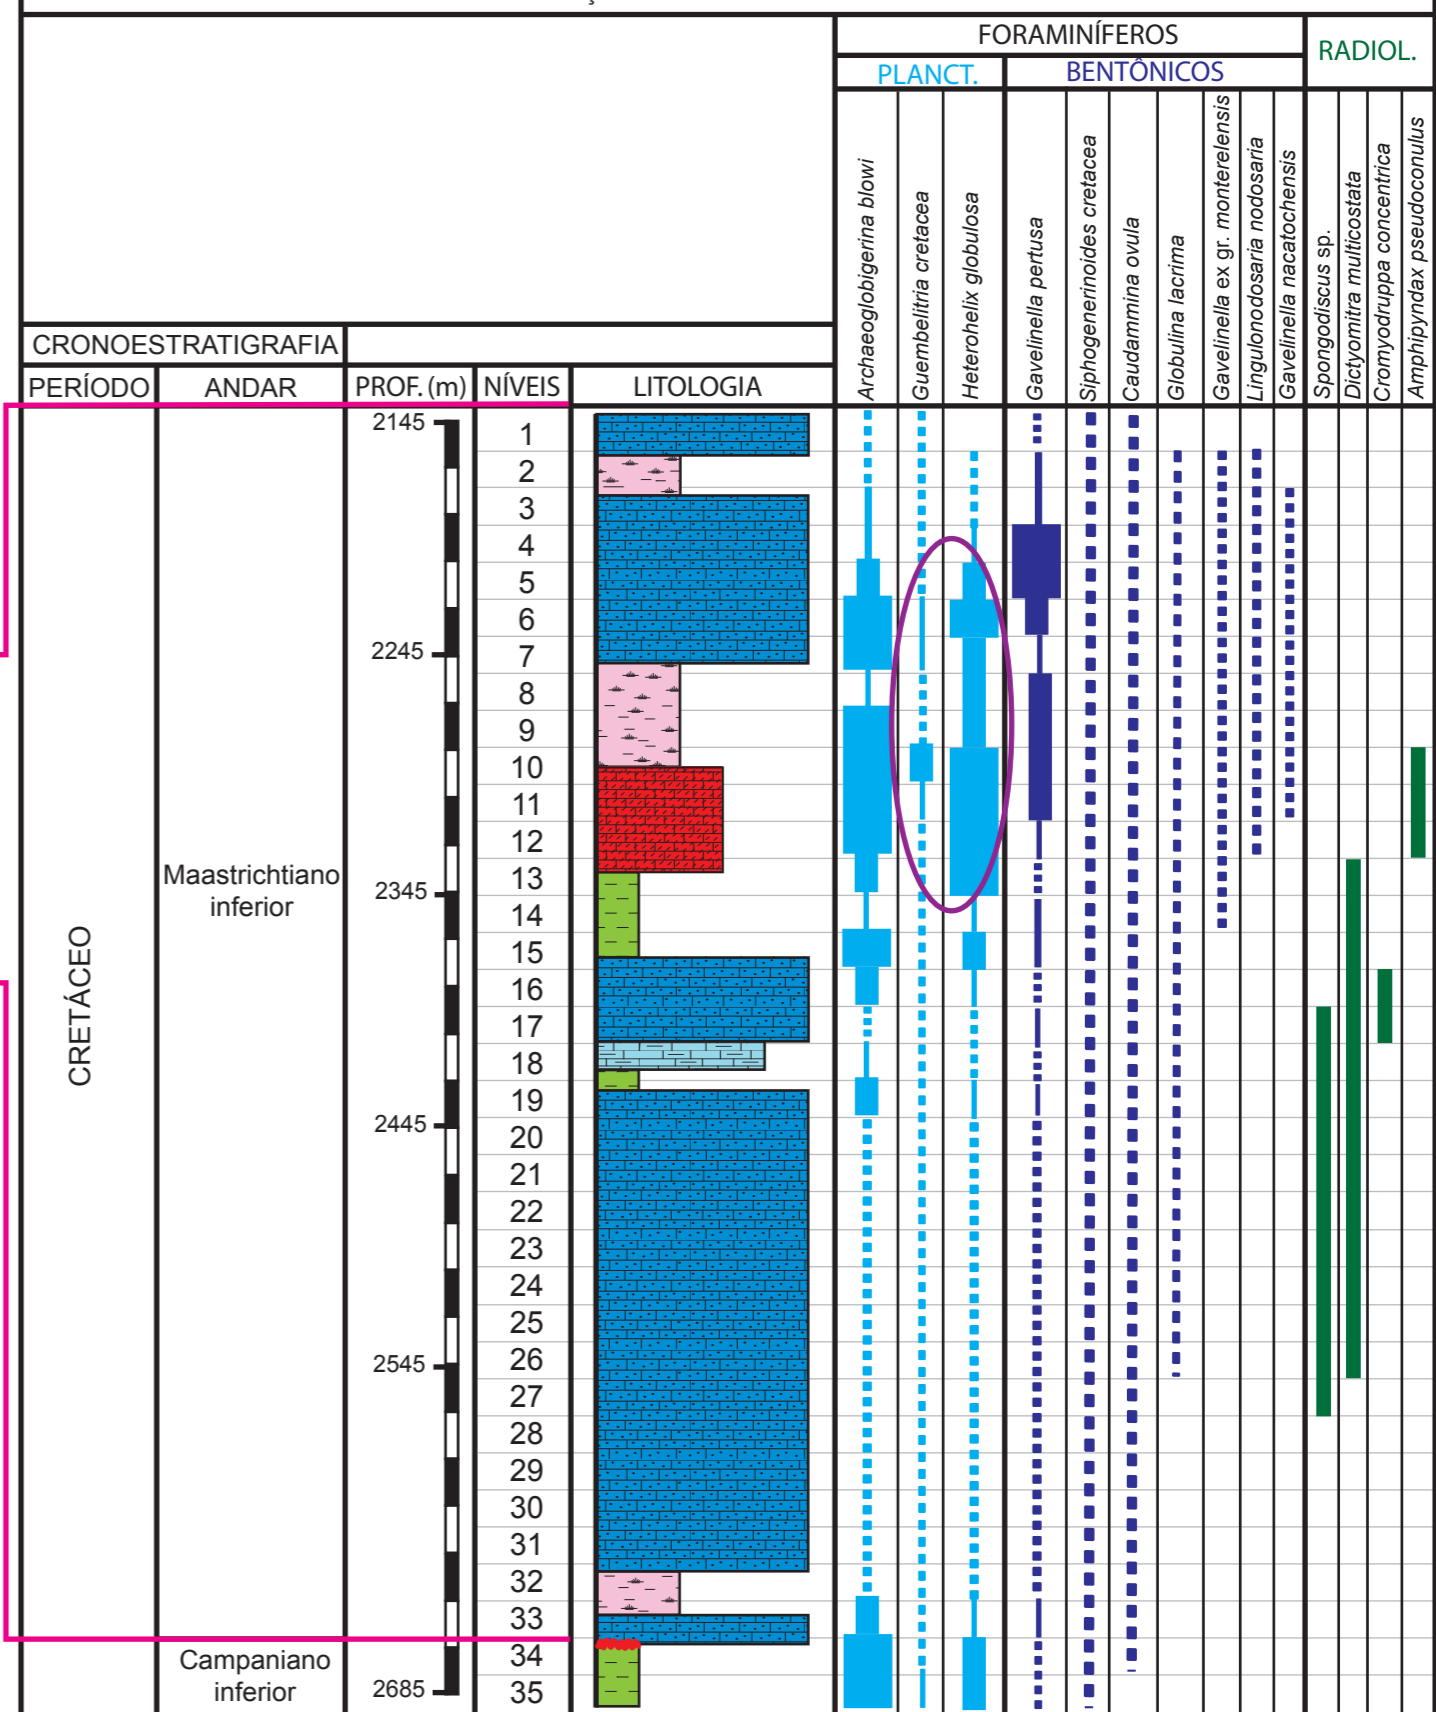 FORAMINÍFEROS
RADIOL.
PLANCT.
BENTÔNICOS
Archaeoglobigerina blowi
Guembelitria cretacea
Heterohelix globulosa
Gavelinella pertusa
Siphogenerinoides cretacea
Caudammina ovula
Globulina lacrima
Gavelinella ex gr. monterelensis
Lingulonodosaria nodosaria
Gavelinella nacatochensis
Spongodiscus sp.
Dictyomitra multicostata
Cromyodruppa concentrica
Amphipyndax pseudoconulus
CRONOESTRATIGRAFIA
PERÍODO
ANDAR
PROF. (m)
NÍVEIS
LITOLOGIA
2145
1
2
3
4
5
6
2245
7
8
9
10
11
12
Maastrichtiano
inferior
2345
13
14
15
CRETÁCEO
16
17
18
19
2445
20
21
22
23
24
25
2545
26
27
28
29
30
31
32
33
Campaniano
inferior
34
2685
35